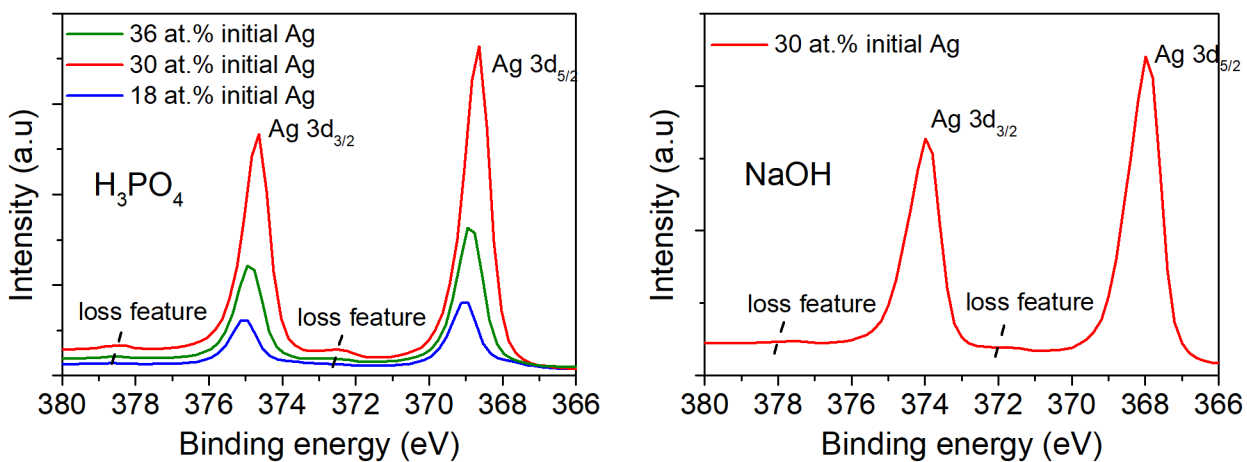 36 at.% initial Ag
30 at.% initial Ag
18 at.% initial Ag
Ag 3d5/2
Ag 3d3/2
H3PO4
loss feature
loss feature
Intensity (a.u)
380 378 376 374 372 370 368 366
Binding energy (eV)
30 at.% initial Ag
Ag 3d5/2
Ag 3d3/2
NaOH
loss feature
loss feature
Intensity (a.u)
380 378 376 374 372 370 368 366
Binding energy (eV)